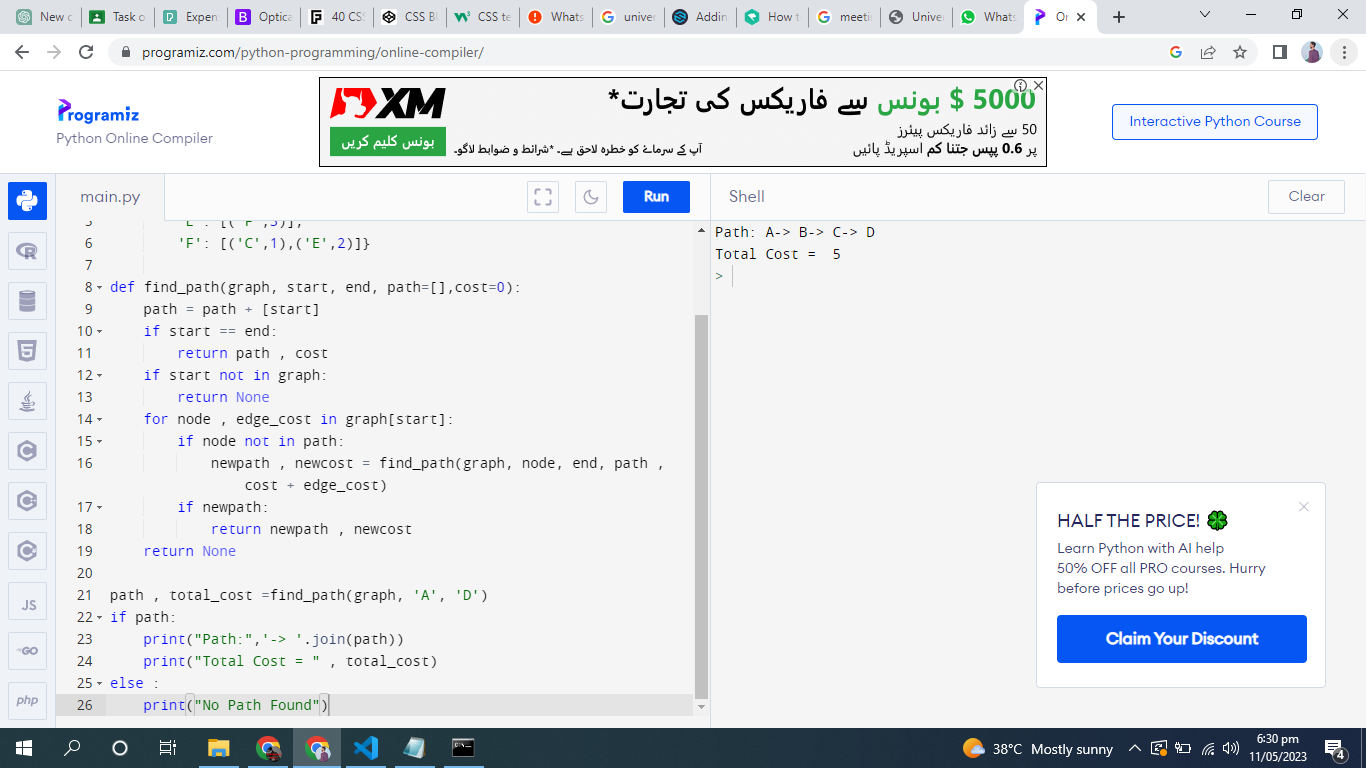 New c
Task o
Expen
Optica
40 CSS
CSS Bl
CSS te
Whats
univer
Addin
How t
meetin
Univer
Whats
On
programiz.com/python-programming/online-compiler/
Programiz
Python Online Compiler
XM
5000 $ بونس سے فاریکس کی تجارت*
50 سے زائد فاریکس پیئرز
پر 0.6 پپس جتنا کم اسپریڈ پائیں
بونس کلیم کریں
آپ کے سرمائے کو خطرہ لاحق ہے۔ *شرائط و ضوابط لاگو۔
Interactive Python Course
main.py
Run
Shell
Clear
5 'E': [('F',3)],
6 'F': [('C',1),('E',2)]}
7
8 def find_path(graph, start, end, path=[],cost=0):
9 path = path + [start]
10 if start == end:
11 return path , cost
12 if start not in graph:
13 return None
14 for node , edge_cost in graph[start]:
15 if node not in path:
16 newpath , newcost = find_path(graph, node, end, path ,
cost + edge_cost)
17 if newpath:
18 return newpath , newcost
19 return None
20
21 path , total_cost =find_path(graph, 'A', 'D')
22 if path:
23 print("Path:",'-> '.join(path))
24 print("Total Cost = " , total_cost)
25 else :
26 print("No Path Found")
Path: A-> B-> C-> D
Total Cost =  5
>
JS
GO
php
HALF THE PRICE!
Learn Python with AI help
50% OFF all PRO courses. Hurry
before prices go up!
Claim Your Discount
38°C Mostly sunny
6:30 pm
11/05/2023
4